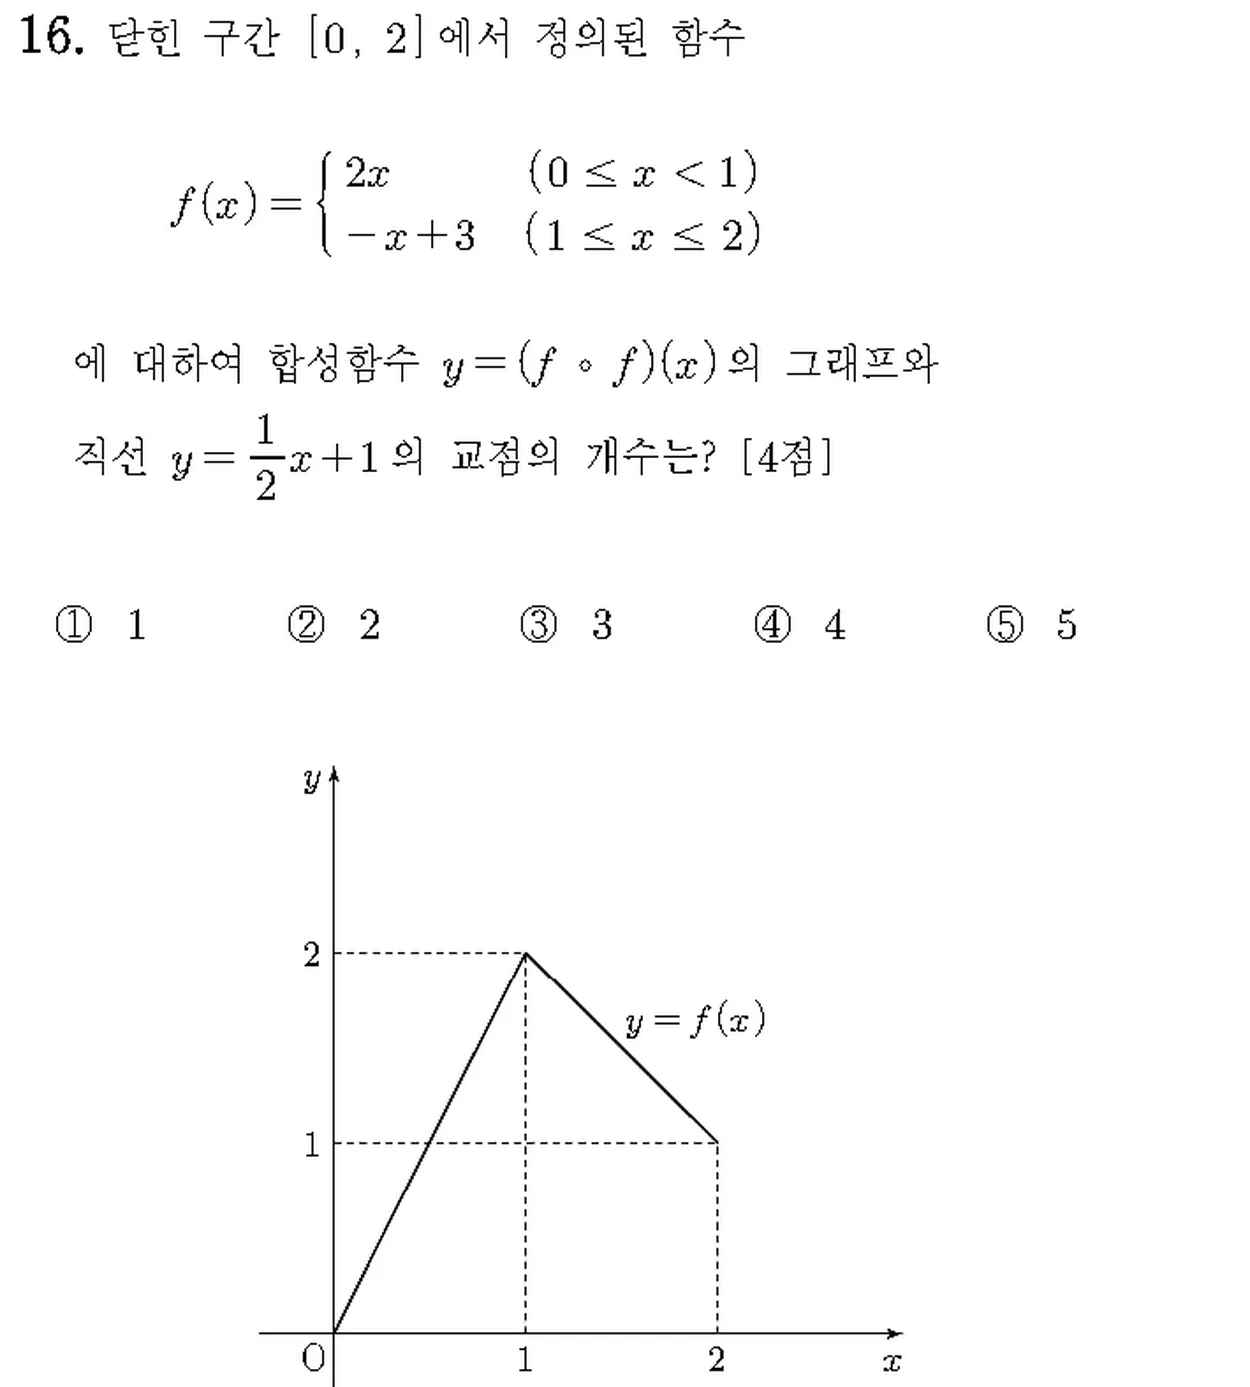 16. 닫힌 구간 [0, 2]에서 정의된 함수
f(x) = { 2x (0 ≤ x < 1)
-x+3 (1 ≤ x ≤ 2)
에 대하여 합성함수 y=(f ∘ f)(x)의 그래프와
직선 y=1/2x+1의 교점의 개수는? [4점]
① 1 ② 2 ③ 3 ④ 4 ⑤ 5
y
2
y=f(x)
1
O 1 2 x